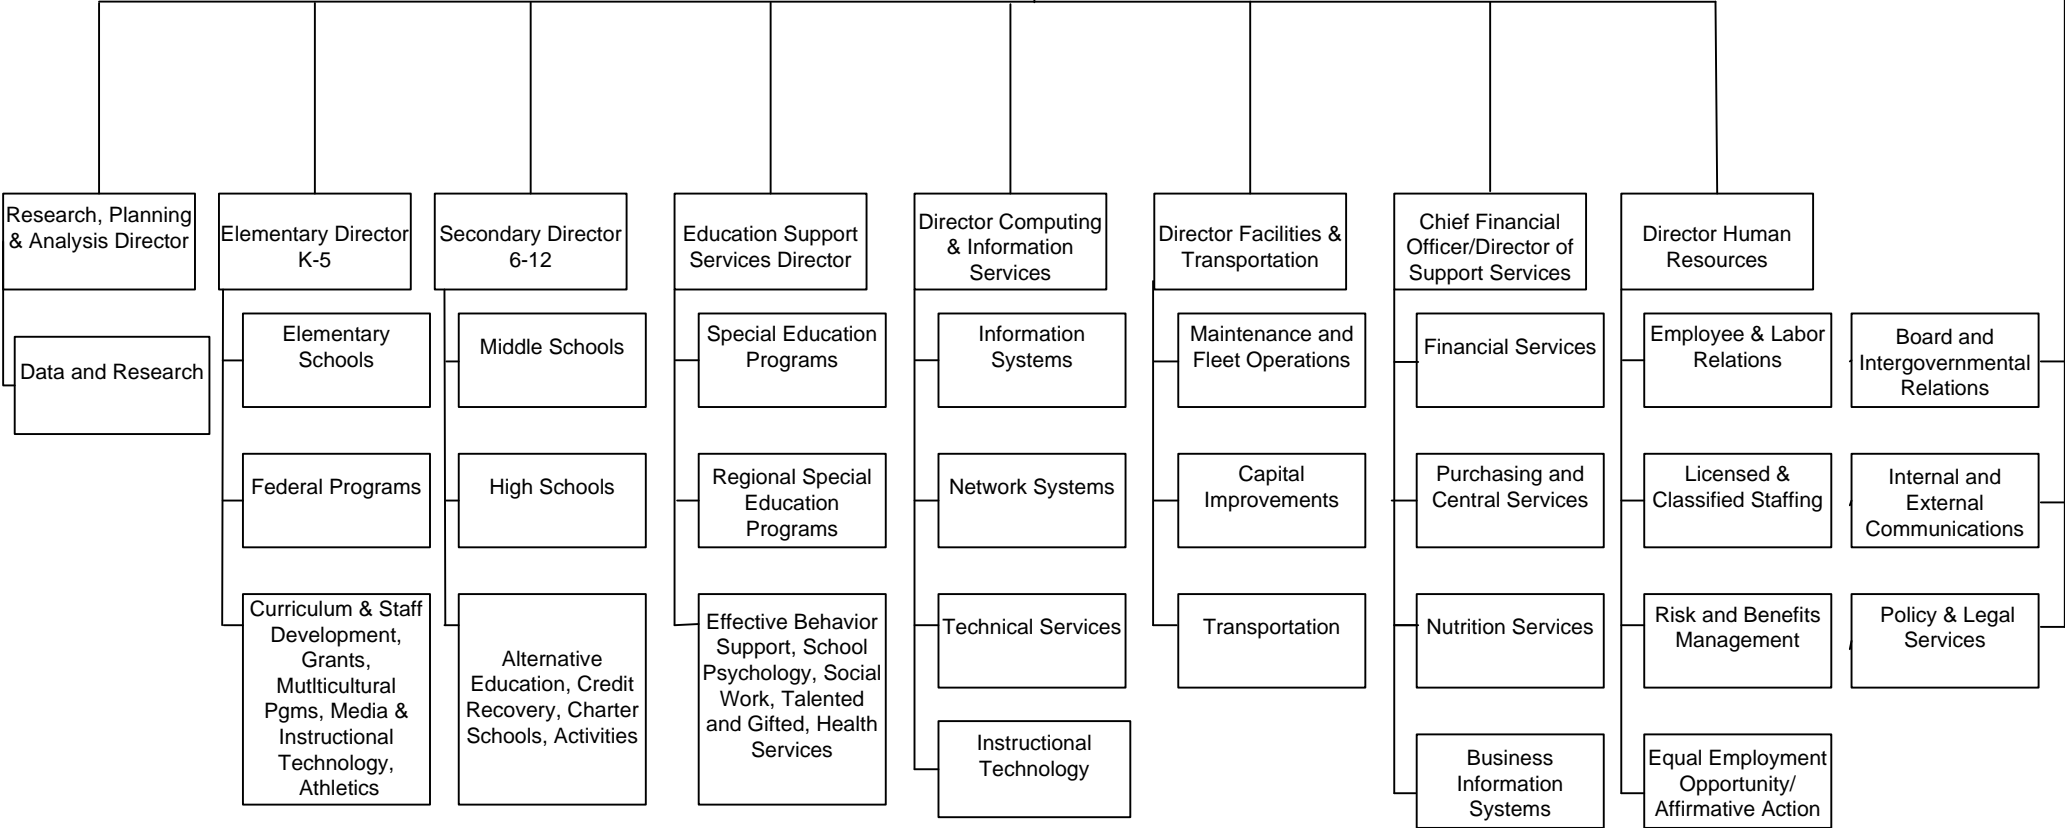 Research, Planning
& Analysis Director
Elementary Director
K-5
Secondary Director
6-12
Education Support
Services Director
Director Computing
& Information
Services
Director Facilities &
Transportation
Chief Financial
Officer/Director of
Support Services
Director Human
Resources
Data and Research
Elementary
Schools
Middle Schools
Special Education
Programs
Information
Systems
Maintenance and
Fleet Operations
Financial Services
Employee & Labor
Relations
Board and
Intergovernmental
Relations
Federal Programs
High Schools
Regional Special
Education
Programs
Network Systems
Capital
Improvements
Purchasing and
Central Services
Licensed &
Classified Staffing
Internal and
External
Communications
Curriculum & Staff
Development,
Grants,
Mutlticultural
Pgms, Media &
Instructional
Technology,
Athletics
Alternative
Education, Credit
Recovery, Charter
Schools, Activities
Effective Behavior
Support, School
Psychology, Social
Work, Talented
and Gifted, Health
Services
Technical Services
Transportation
Nutrition Services
Risk and Benefits
Management
Policy & Legal
Services
Instructional
Technology
Business
Information
Systems
Equal Employment
Opportunity/
Affirmative Action